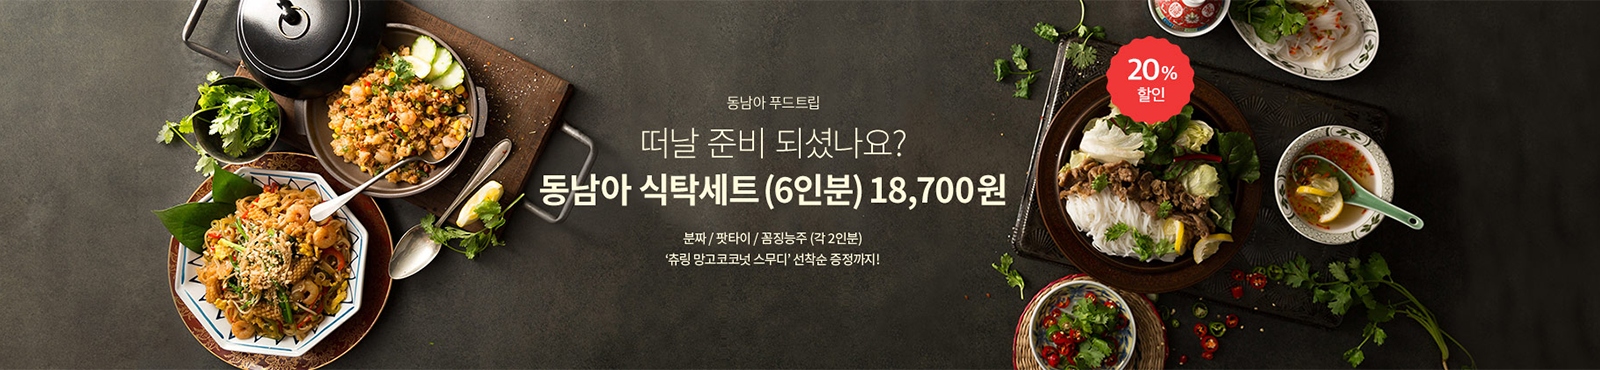 동남아 푸드트립
떠날 준비 되셨나요?
동남아 식탁세트 (6인분) 18,700원
분짜 / 팟타이 / 꼼징능주 (각 2인분)
‘츄링 망고코코넛 스무디’ 선착순 증정까지!
20%
할인